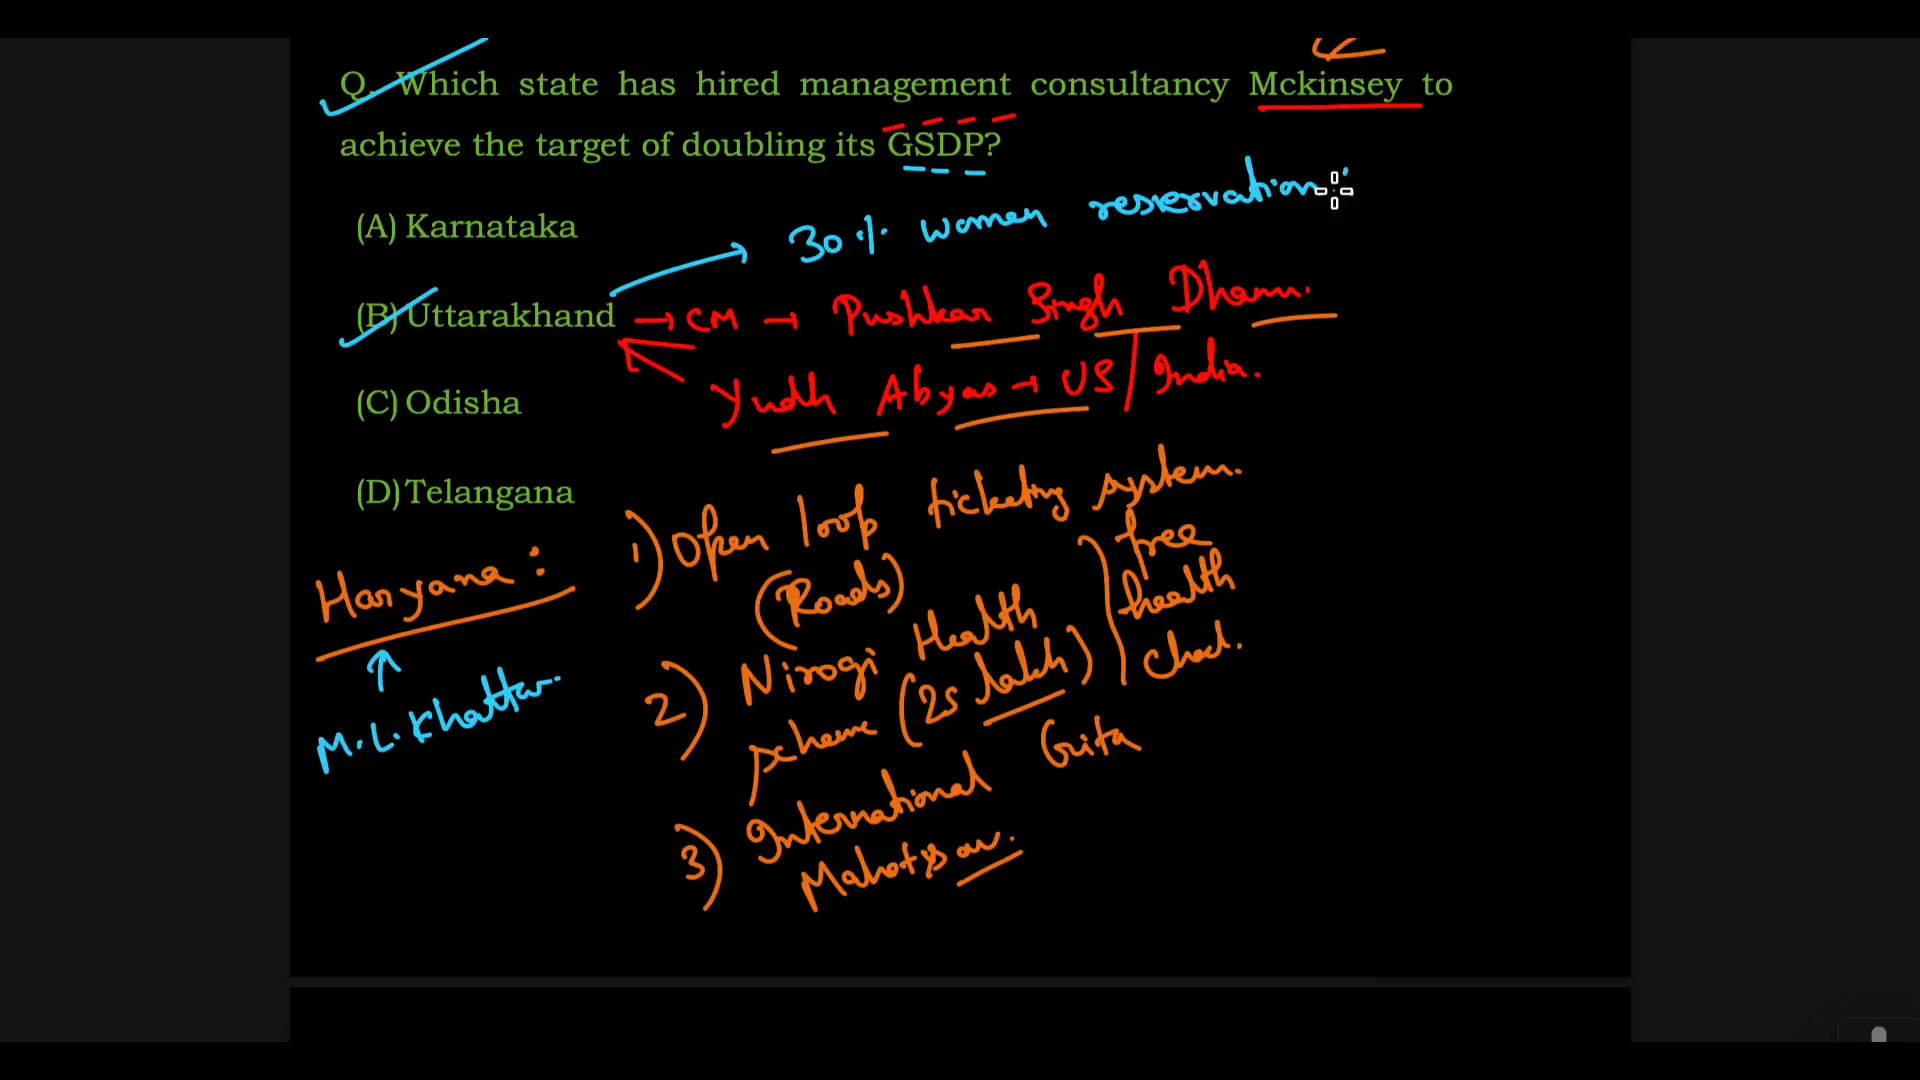 Q. Which state has hired management consultancy Mckinsey to
achieve the target of doubling its GSDP?
(A) Karnataka
→ 30% women reservation.
(B) Uttarakhand → CM → Pushkar Singh Dhami.
Yudh Abyas → US/India.
(C) Odisha
(D) Telangana
Haryana :
M.L.Khattar.
1) Open loop ticketing system.
(Roads)
2) Nirogi Health
scheme (25 lakh)
free
health
check.
3) International Gita
Mahotsav.